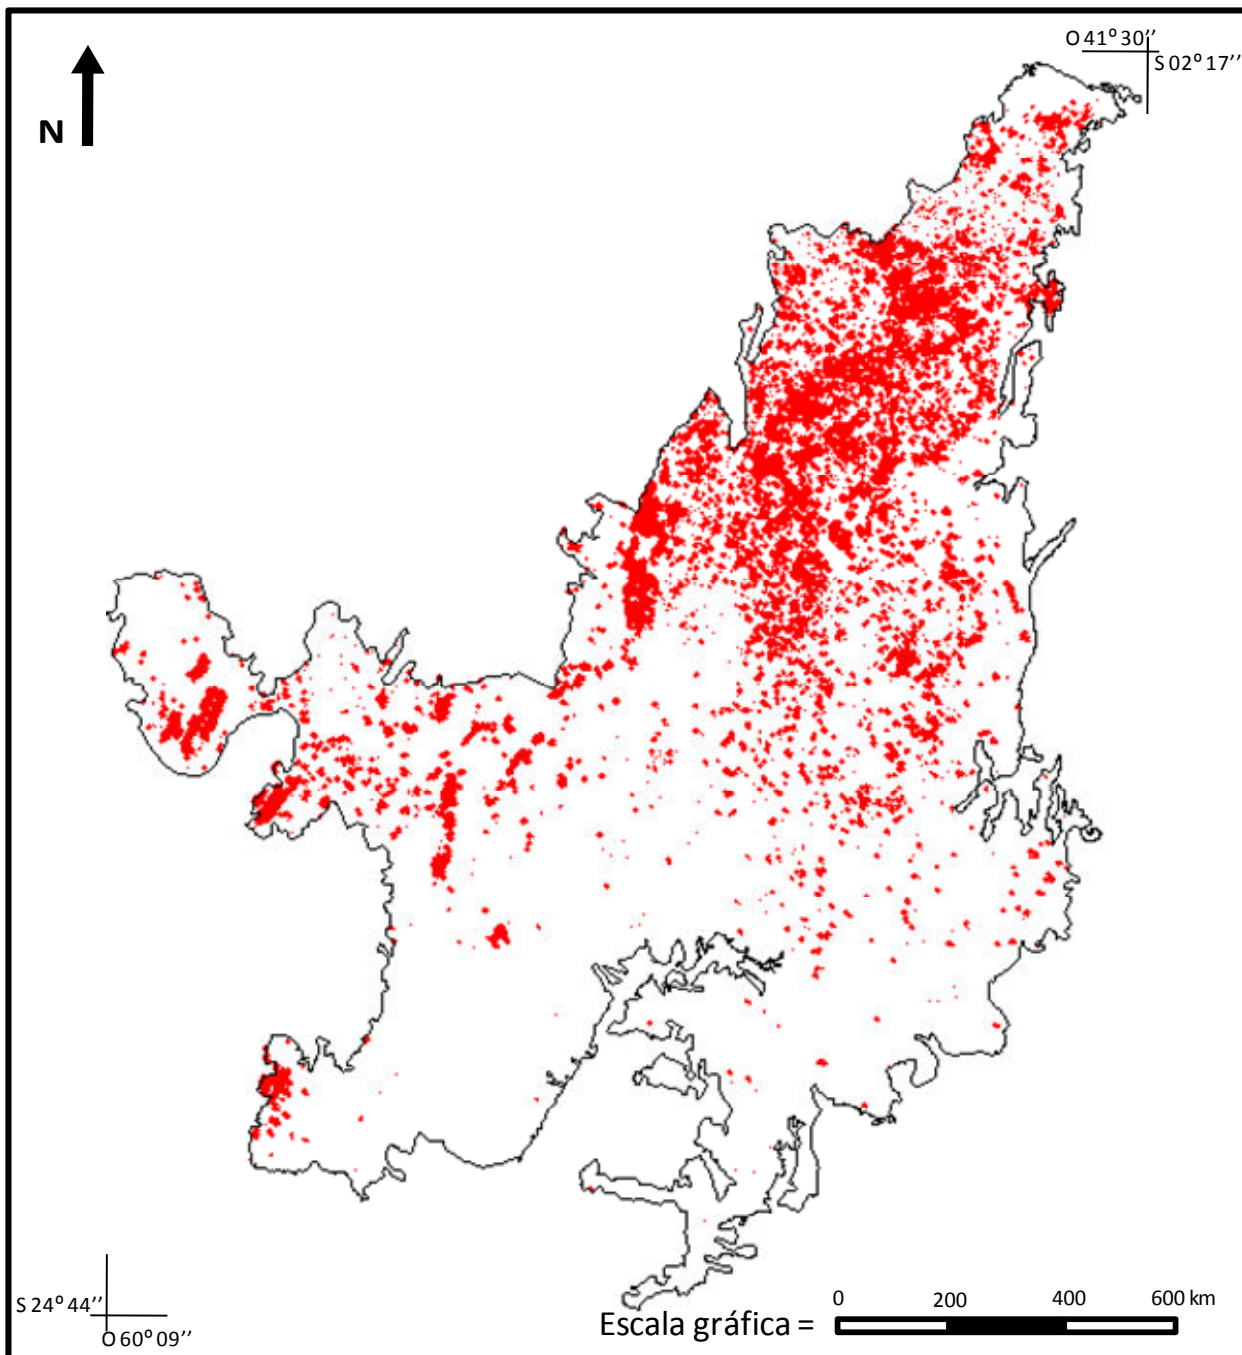 O 41º 30’’
S 02º 17’’
N
0 200 400 600 km
Escala gráfica =
S 24º 44’’
O 60º 09’’